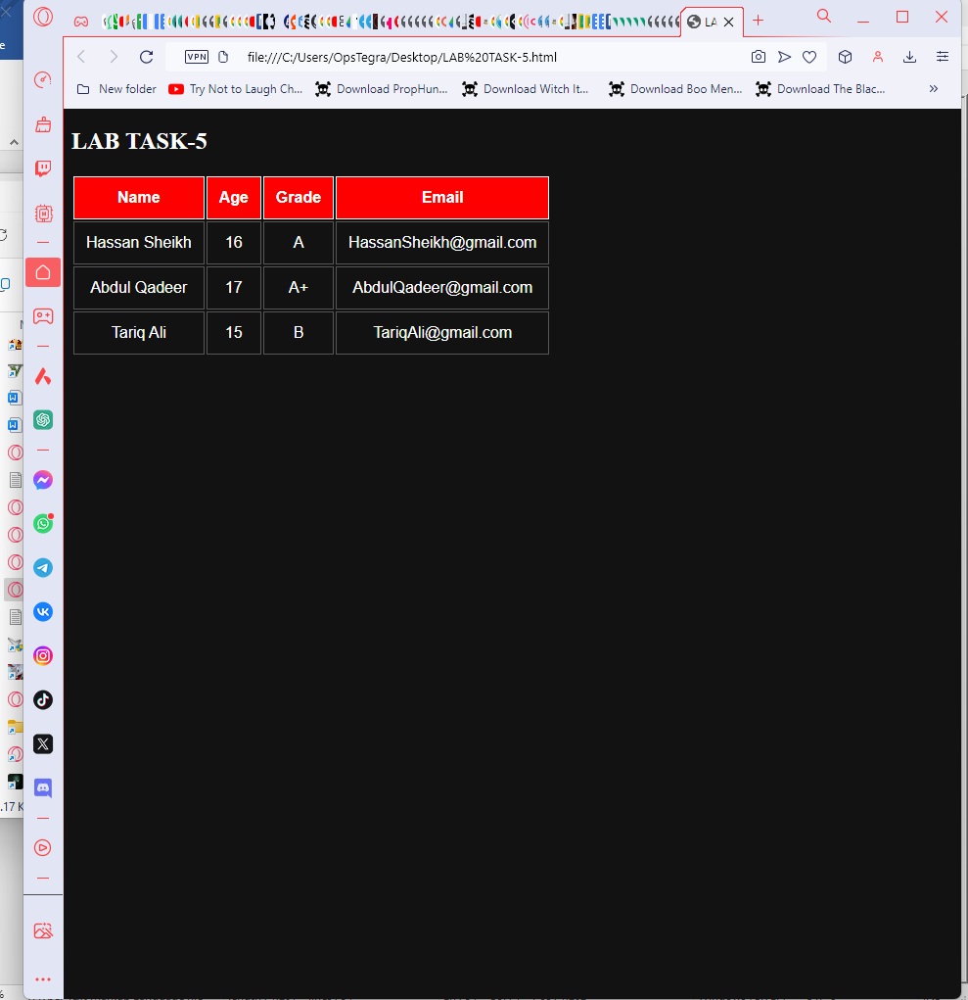 LA
VPN file:///C:/Users/OpsTegra/Desktop/LAB%20TASK-5.html
New folder Try Not to Laugh Ch... Download PropHun... Download Witch It... Download Boo Men... Download The Blac... »
LAB TASK-5
Name Age Grade Email
Hassan Sheikh 16 A HassanSheikh@gmail.com
Abdul Qadeer 17 A+ AbdulQadeer@gmail.com
Tariq Ali 15 B TariqAli@gmail.com
.17 K